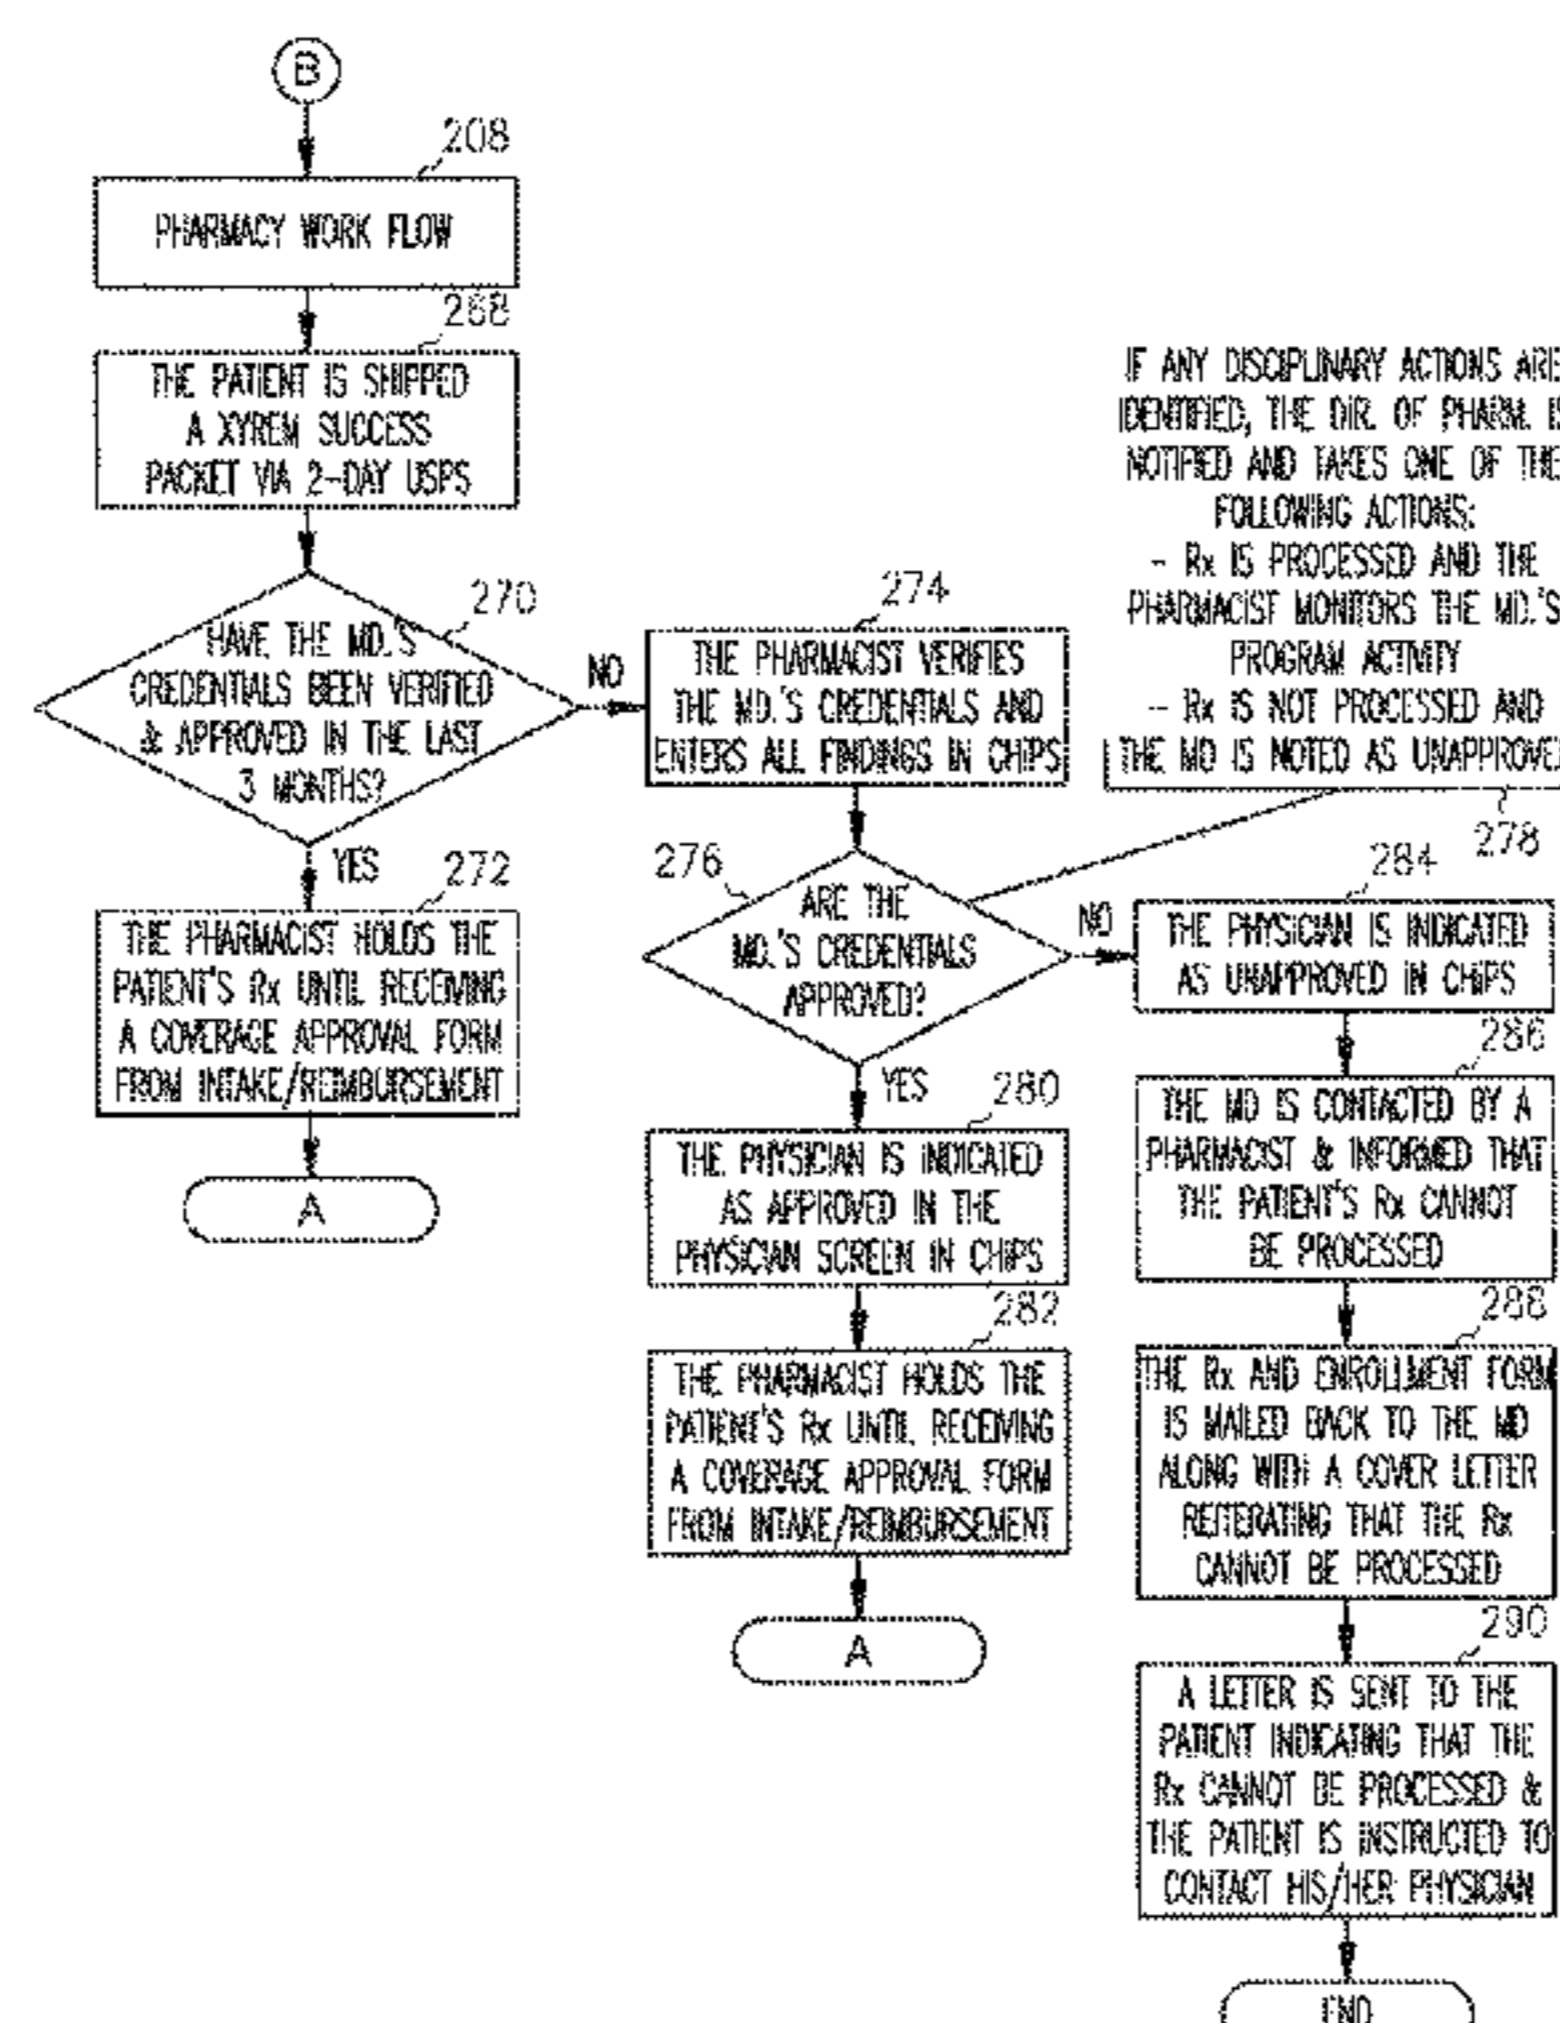 B
208
PHARMACY WORK FLOW
268
THE PATIENT IS SHIPPED
A XYREM SUCCESS
PACKET VIA 2-DAY USPS
270
HAVE THE MD.'S
CREDENTIALS BEEN VERIFIED
& APPROVED IN THE LAST
3 MONTHS?
NO
YES
272
THE PHARMACIST HOLDS THE
PATIENT'S Rx UNTIL RECEIVING
A COVERAGE APPROVAL FORM
FROM INTAKE/REIMBURSEMENT
A
274
THE PHARMACIST VERIFIES
THE MD.'S CREDENTIALS AND
ENTERS ALL FINDINGS IN CHIPS
276
ARE THE
MD.'S CREDENTIALS
APPROVED?
NO
YES
280
THE PHYSICIAN IS INDICATED
AS APPROVED IN THE
PHYSICIAN SCREEN IN CHIPS
282
THE PHARMACIST HOLDS THE
PATIENT'S Rx UNTIL RECEIVING
A COVERAGE APPROVAL FORM
FROM INTAKE/REIMBURSEMENT
A
IF ANY DISCIPLINARY ACTIONS ARE
IDENTIFIED, THE DIR. OF PHARM. IS
NOTIFIED AND TAKES ONE OF THE
FOLLOWING ACTIONS:
- Rx IS PROCESSED AND THE
PHARMACIST MONITORS THE MD.'S
PROGRAM ACTIVITY
- Rx IS NOT PROCESSED AND
THE MD IS NOTED AS UNAPPROVED
278
284
THE PHYSICIAN IS INDICATED
AS UNAPPROVED IN CHIPS
286
THE MD IS CONTACTED BY A
PHARMACIST & INFORMED THAT
THE PATIENT'S Rx CANNOT
BE PROCESSED
288
THE Rx AND ENROLLMENT FORM
IS MAILED BACK TO THE MD
ALONG WITH A COVER LETTER
REITERATING THAT THE Rx
CANNOT BE PROCESSED
290
A LETTER IS SENT TO THE
PATIENT INDICATING THAT THE
Rx CANNOT BE PROCESSED &
THE PATIENT IS INSTRUCTED TO
CONTACT HIS/HER PHYSICIAN
END